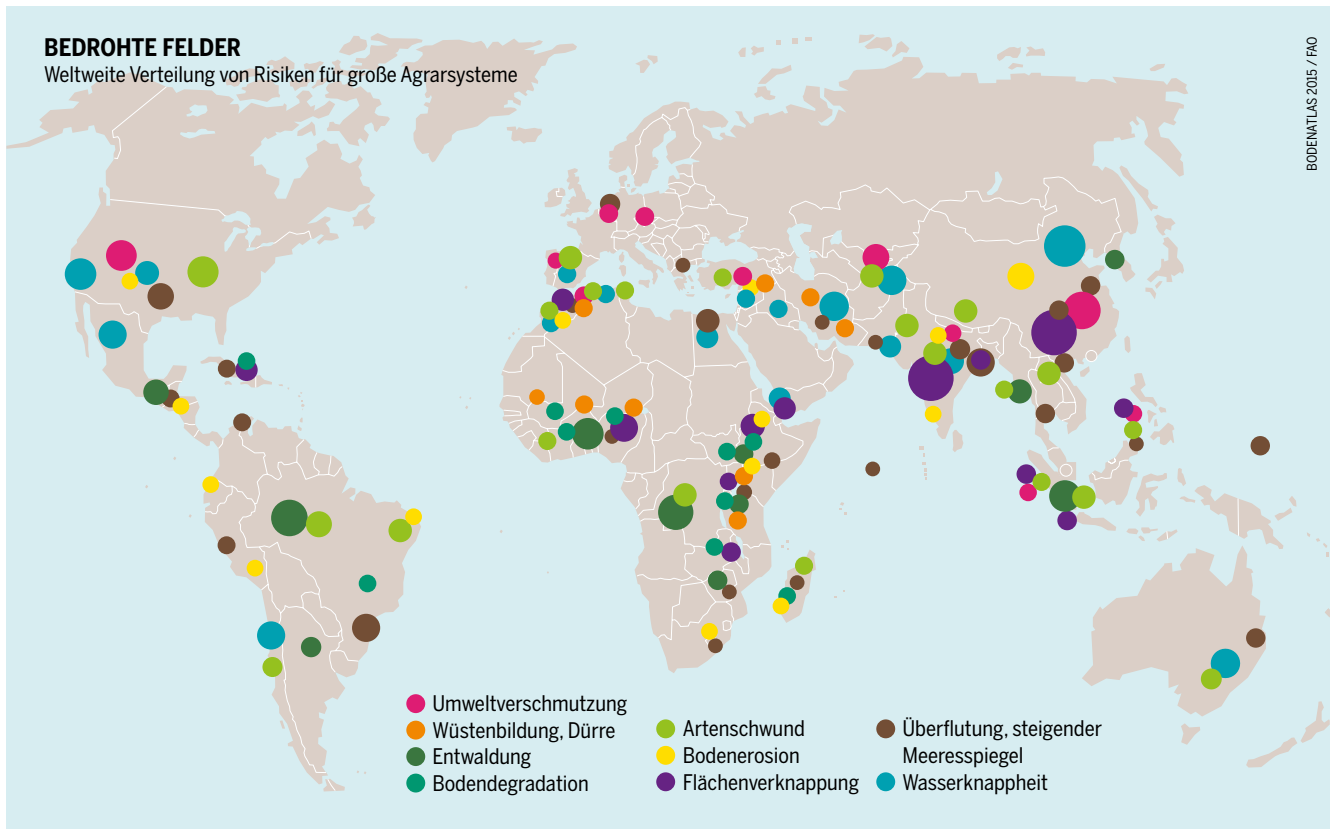 BEDROHTE FELDER
Weltweite Verteilung von Risiken für große Agrarsysteme
BODENATLAS 2015 / FAO
Umweltverschmutzung
Wüstenbildung, Dürre
Entwaldung
Bodendegradation
Artenschwund
Bodenerosion
Flächenverknappung
Überflutung, steigender
Meeresspiegel
Wasserknappheit